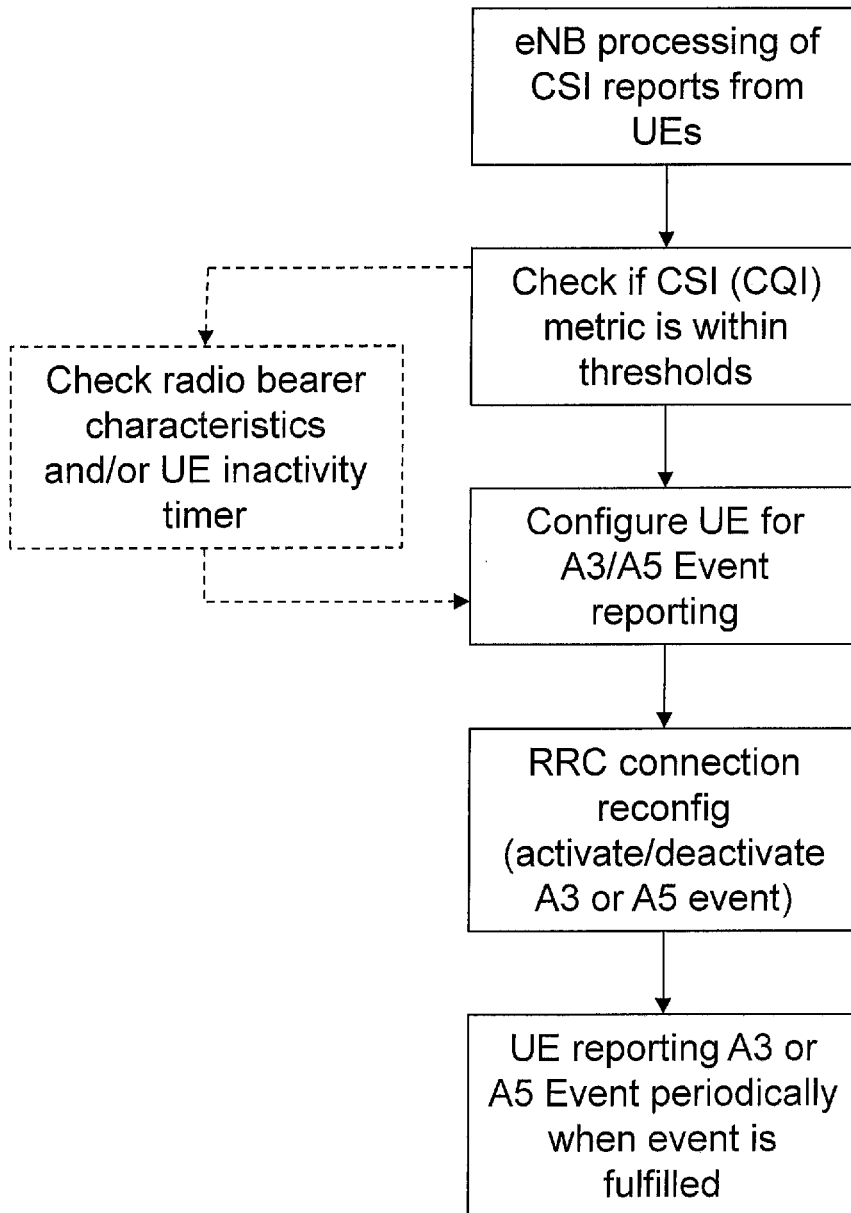 eNB processing of
CSI reports from
UEs
Check if CSI (CQI)
metric is within
thresholds
Check radio bearer
characteristics
and/or UE inactivity
timer
Configure UE for
A3/A5 Event
reporting
RRC connection
reconfig
(activate/deactivate
A3 or A5 event)
UE reporting A3 or
A5 Event periodically
when event is
fulfilled